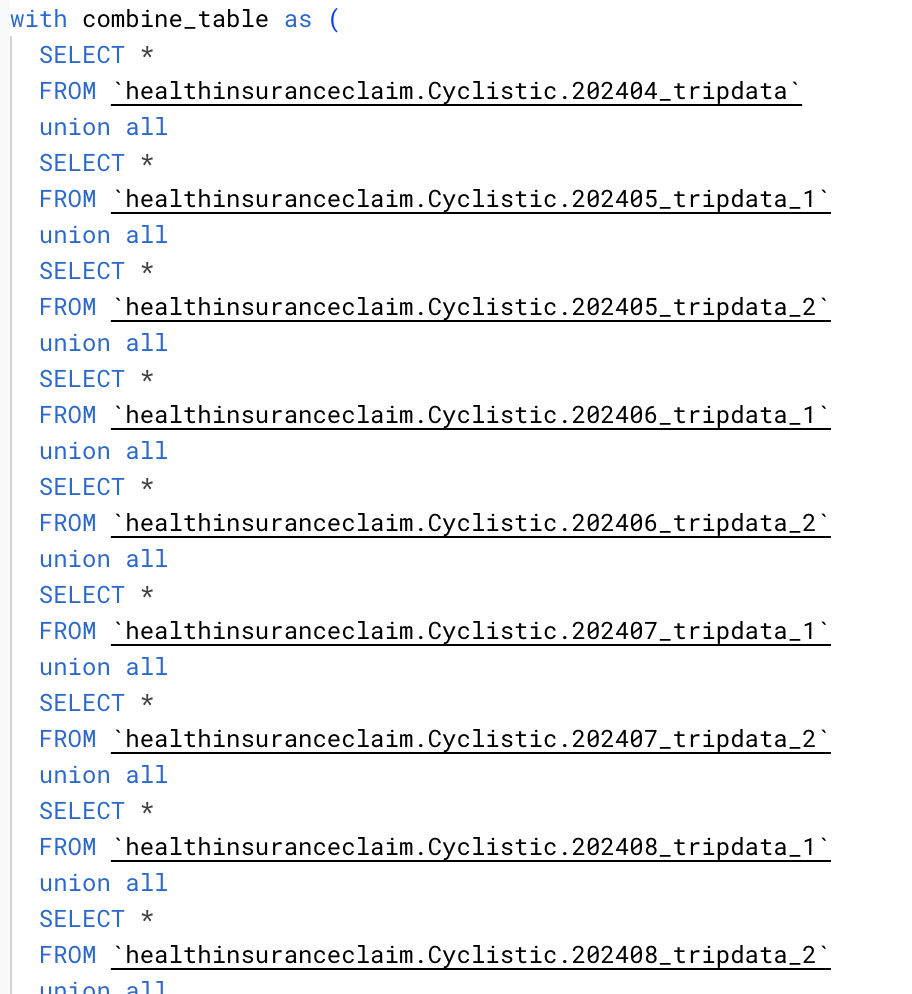 with combine_table as (
SELECT *
FROM `healthinsuranceclaim.Cyclistic.202404_tripdata`
union all
SELECT *
FROM `healthinsuranceclaim.Cyclistic.202405_tripdata_1`
union all
SELECT *
FROM `healthinsuranceclaim.Cyclistic.202405_tripdata_2`
union all
SELECT *
FROM `healthinsuranceclaim.Cyclistic.202406_tripdata_1`
union all
SELECT *
FROM `healthinsuranceclaim.Cyclistic.202406_tripdata_2`
union all
SELECT *
FROM `healthinsuranceclaim.Cyclistic.202407_tripdata_1`
union all
SELECT *
FROM `healthinsuranceclaim.Cyclistic.202407_tripdata_2`
union all
SELECT *
FROM `healthinsuranceclaim.Cyclistic.202408_tripdata_1`
union all
SELECT *
FROM `healthinsuranceclaim.Cyclistic.202408_tripdata_2`
union all